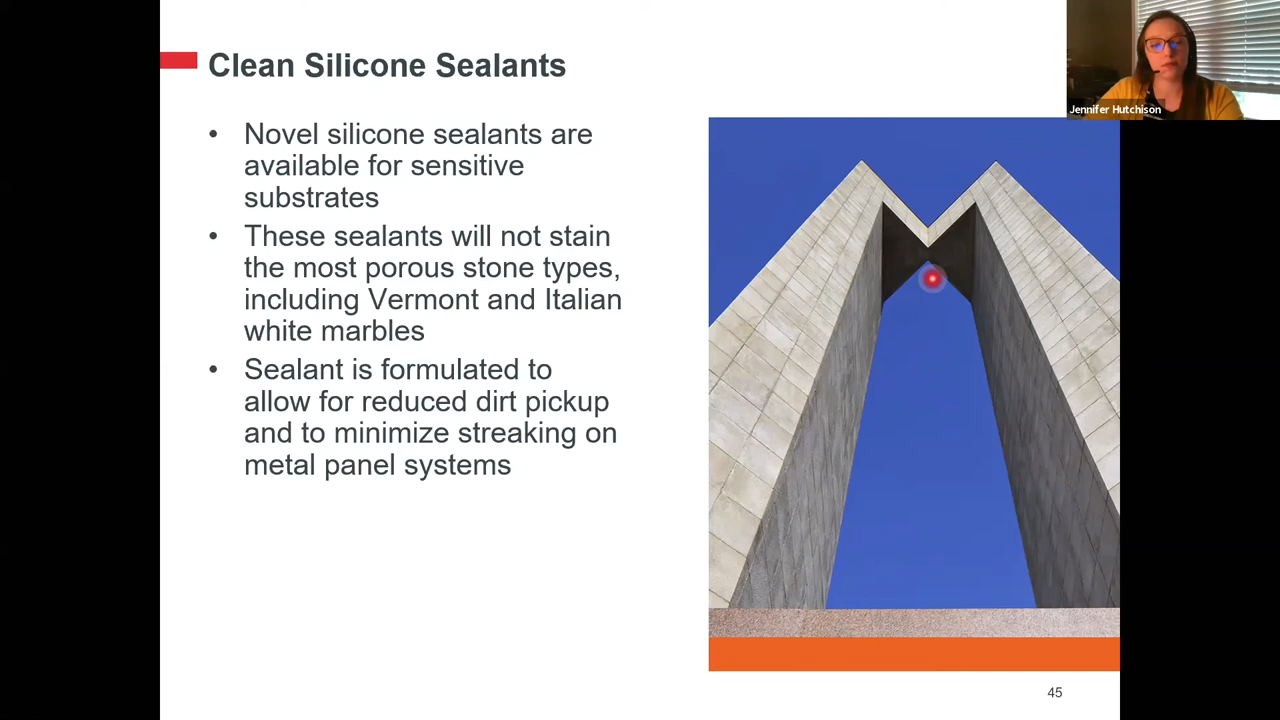 Clean Silicone Sealants
Jennifer Hutchison
• Novel silicone sealants are
available for sensitive
substrates
• These sealants will not stain
the most porous stone types,
including Vermont and Italian
white marbles
• Sealant is formulated to
allow for reduced dirt pickup
and to minimize streaking on
metal panel systems
45